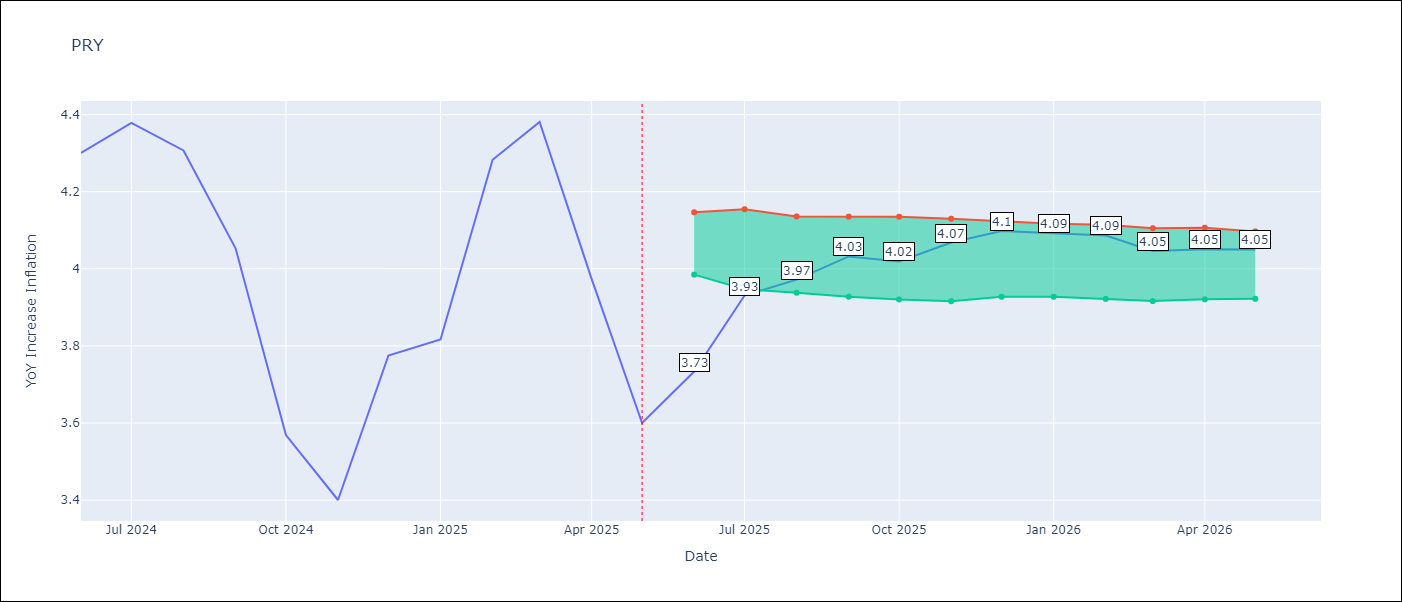 PRY
4.4
4.2
4
3.8
3.6
3.4
YoY Increase Inflation
3.73
3.93
3.97
4.03
4.02
4.07
4.1
4.09
4.09
4.05
4.05
4.05
Jul 2024
Oct 2024
Jan 2025
Apr 2025
Jul 2025
Oct 2025
Jan 2026
Apr 2026
Date